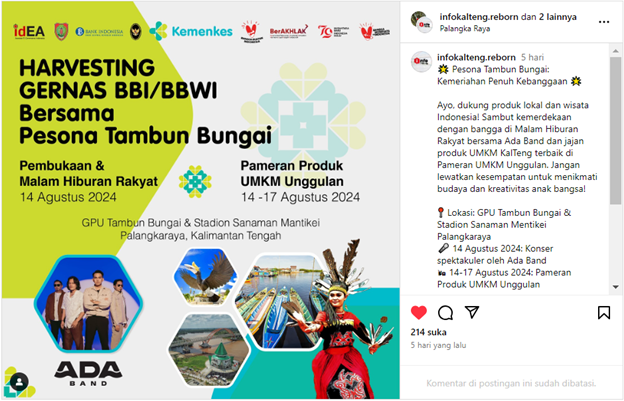 idEA
BANK INDONESIA
Kemenkes
BerAKHLAK
HARVESTING
GERNAS BBI/BBWI
Bersama
Pesona Tambun Bungai
Pembukaan &
Malam Hiburan Rakyat
14 Agustus 2024
Pameran Produk
UMKM Unggulan
14 -17 Agustus 2024
GPU Tambun Bungai & Stadion Sanaman Mantikei
Palangkaraya, Kalimantan Tengah
ADA
BAND
infokalteng.reborn dan 2 lainnya
Palangka Raya
infokalteng.reborn 5 hari
💥 Pesona Tambun Bungai:
Kemeriahan Penuh Kebanggaan 💥
Ayo, dukung produk lokal dan wisata
Indonesia! Sambut kemerdekaan
dengan bangga di Malam Hiburan
Rakyat bersama Ada Band dan jajan
produk UMKM KalTeng terbaik di
Pameran UMKM Unggulan. Jangan
lewatkan kesempatan untuk menikmati
budaya dan kreativitas anak bangsa!
📍 Lokasi: GPU Tambun Bungai &
Stadion Sanaman Mentikei
Palangkaraya
🎤 14 Agustus 2024: Konser
spektakuler oleh Ada Band
14-17 Agustus 2024: Pameran
Produk UMKM Unggulan
214 suka
5 hari yang lalu
Komentar di postingan ini sudah dibatasi.